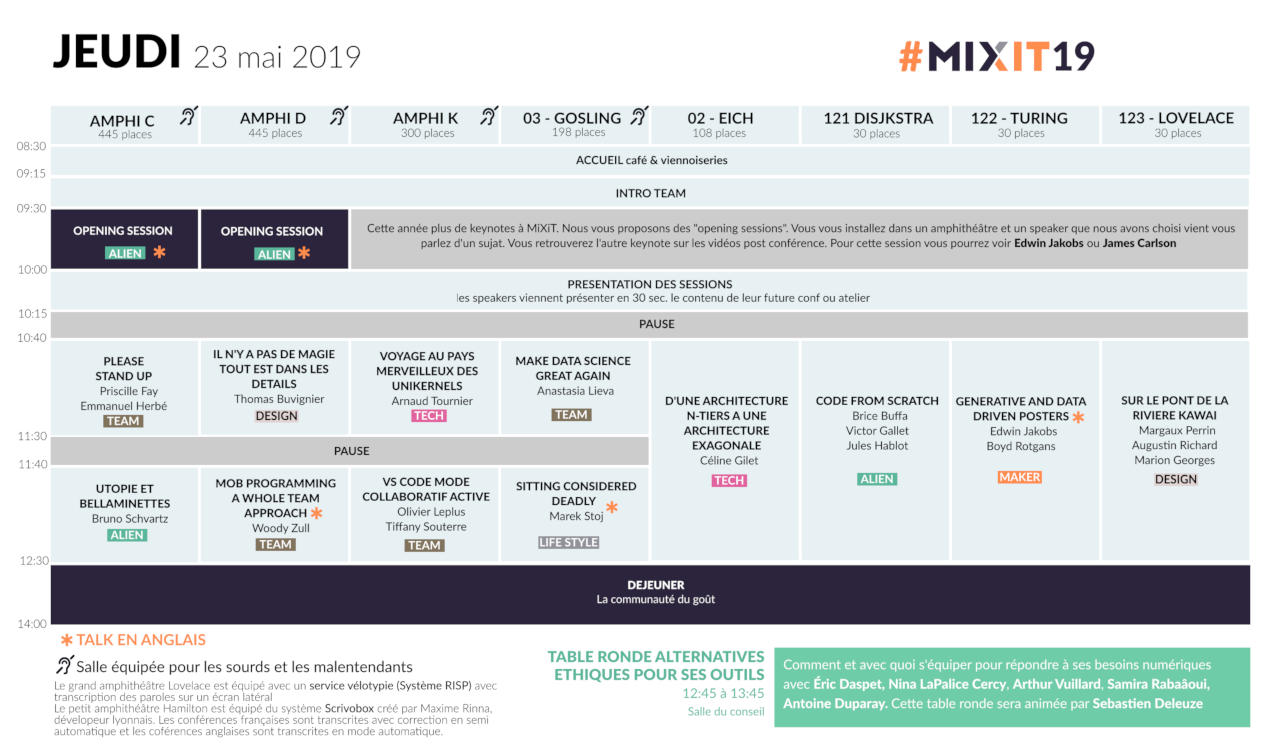 JEUDI 23 mai 2019
#MIXIT19
AMPHI C
445 places
AMPHI D
445 places
AMPHI K
300 places
03 - GOSLING
198 places
02 - EICH
108 places
121 DISJKSTRA
30 places
122 - TURING
30 places
123 - LOVELACE
30 places
08:30
ACCUEIL café & viennoiseries
09:15
INTRO TEAM
09:30
OPENING SESSION
ALIEN *
OPENING SESSION
ALIEN *
Cette année plus de keynotes à MiXiT. Nous vous proposons des "opening sessions". Vous vous installez dans un amphithéâtre et un speaker que nous avons choisi vient vous
parlez d'un sujat. Vous retrouverez l'autre keynote sur les vidéos post conférence. Pour cette session vous pourrez voir Edwin Jakobs ou James Carlson
10:00
PRESENTATION DES SESSIONS
les speakers viennent présenter en 30 sec. le contenu de leur future conf ou atelier
10:15
PAUSE
10:40
PLEASE
STAND UP
Priscille Fay
Emmanuel Herbé
TEAM
IL N'Y A PAS DE MAGIE
TOUT EST DANS LES
DETAILS
Thomas Buvignier
DESIGN
VOYAGE AU PAYS
MERVEILLEUX DES
UNIKERNELS
Arnaud Tournier
TECH
MAKE DATA SCIENCE
GREAT AGAIN
Anastasia Lieva
TEAM
D'UNE ARCHITECTURE
N-TIERS A UNE
ARCHITECTURE
EXAGONALE
Céline Gilet
TECH
CODE FROM SCRATCH
Brice Buffa
Victor Gallet
Jules Hablot
ALIEN
GENERATIVE AND DATA
DRIVEN POSTERS *
Edwin Jakobs
Boyd Rotgans
MAKER
SUR LE PONT DE LA
RIVIERE KAWAI
Margaux Perrin
Augustin Richard
Marion Georges
DESIGN
11:30
PAUSE
11:40
UTOPIE ET
BELLAMINETTES
Bruno Schvartz
ALIEN
MOB PROGRAMMING
A WHOLE TEAM
APPROACH *
Woody Zull
TEAM
VS CODE MODE
COLLABORATIF ACTIVE
Olivier Leplus
Tiffany Souterre
TEAM
SITTING CONSIDERED
DEADLY *
Marek Stoj
LIFE STYLE
12:30
DEJEUNER
La communauté du goût
14:00
* TALK EN ANGLAIS
Salle équipée pour les sourds et les malentendants
Le grand amphithéâtre Lovelace est équipé avec un service vélotypie (Système RISP) avec
transcription des paroles sur un écran latéral
Le petit amphithéâtre Hamilton est équipé du système Scrivobox créé par Maxime Rinna,
dévelopeur lyonnais. Les conférences françaises sont transcrites avec correction en semi
automatique et les coférences anglaises sont transcrites en mode automatique.
TABLE RONDE ALTERNATIVES
ETHIQUES POUR SES OUTILS
12:45 à 13:45
Salle du conseil
Comment et avec quoi s'équiper pour répondre à ses besoins numériques
avec Éric Daspet, Nina LaPalice Cercy, Arthur Vuillard, Samira Rabaâoui,
Antoine Duparay. Cette table ronde sera animée par Sebastien Deleuze